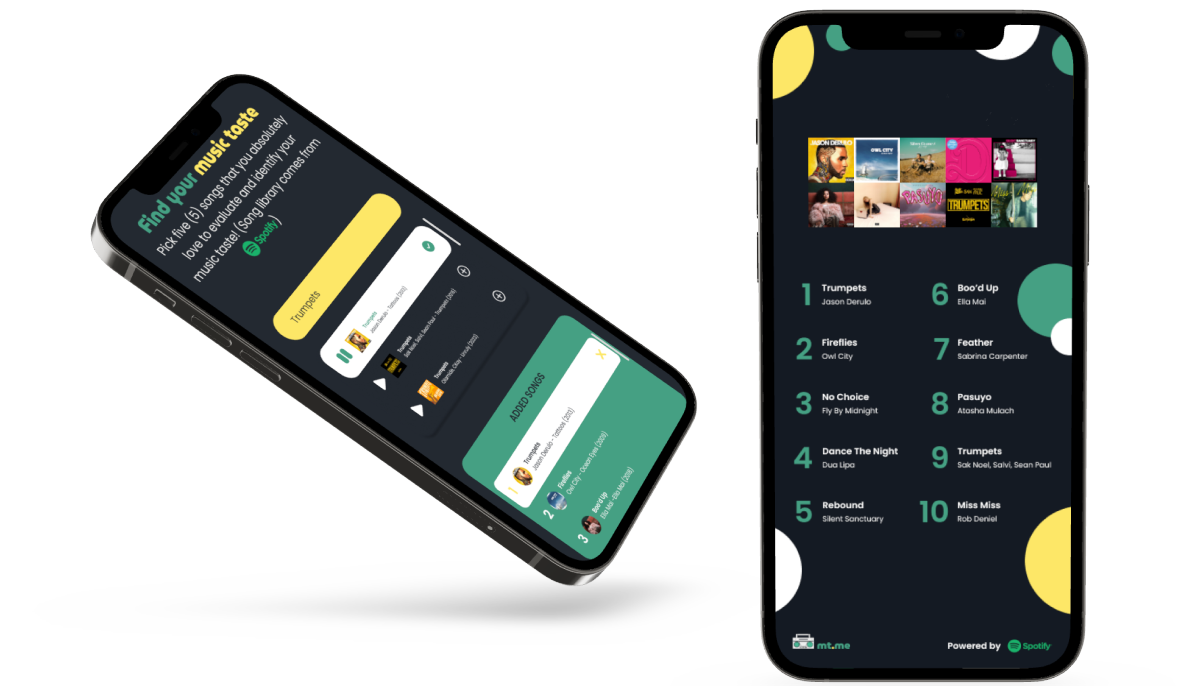 Find your music taste
Pick five (5) songs that you absolutely
love to evaluate and identify your
music taste! (Song library comes from
Spotify)
Trumpets
Trumpets
Jason Derulo - Tattoos (2013)
Trumpets
Sak Noel, Salvi, Sean Paul - Trumpets (2016)
Trumpets
Olamide, Ckay - Unruly (2023)
ADDED SONGS
1
Trumpets
Jason Derulo - Tattoos (2013)
2
Fireflies
Owl City - Ocean Eyes (2009)
3
Boo'd Up
Ella Mai - Ella Mai (2018)
JASON DERULO
OWL CITY
TRUMPETS
1 Trumpets
Jason Derulo
2 Fireflies
Owl City
3 No Choice
Fly By Midnight
4 Dance The Night
Dua Lipa
5 Rebound
Silent Sanctuary
6 Boo'd Up
Ella Mai
7 Feather
Sabrina Carpenter
8 Pasuyo
Atasha Mulach
9 Trumpets
Sak Noel, Salvi, Sean Paul
10 Miss Miss
Rob Deniel
mt.me
Powered by Spotify